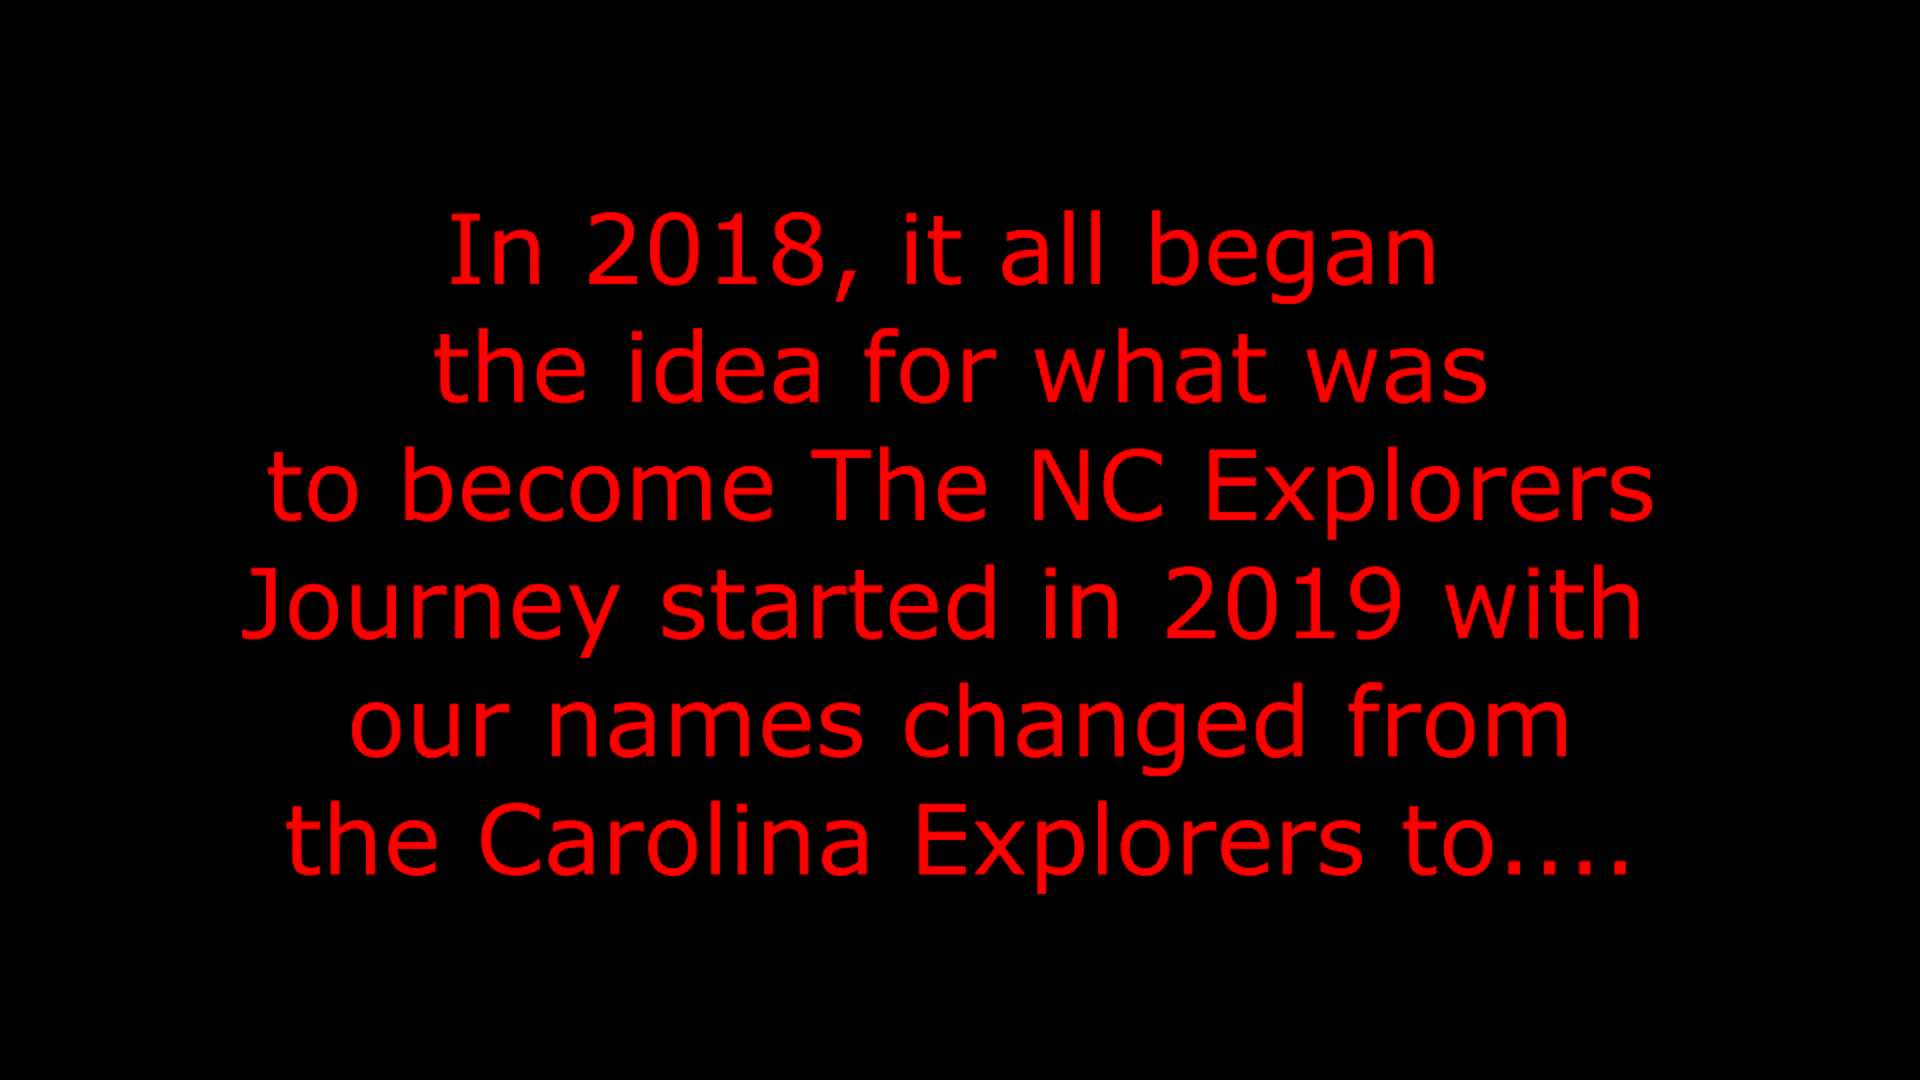 In 2018, it all began
the idea for what was
to become The NC Explorers
Journey started in 2019 with
our names changed from
the Carolina Explorers to....